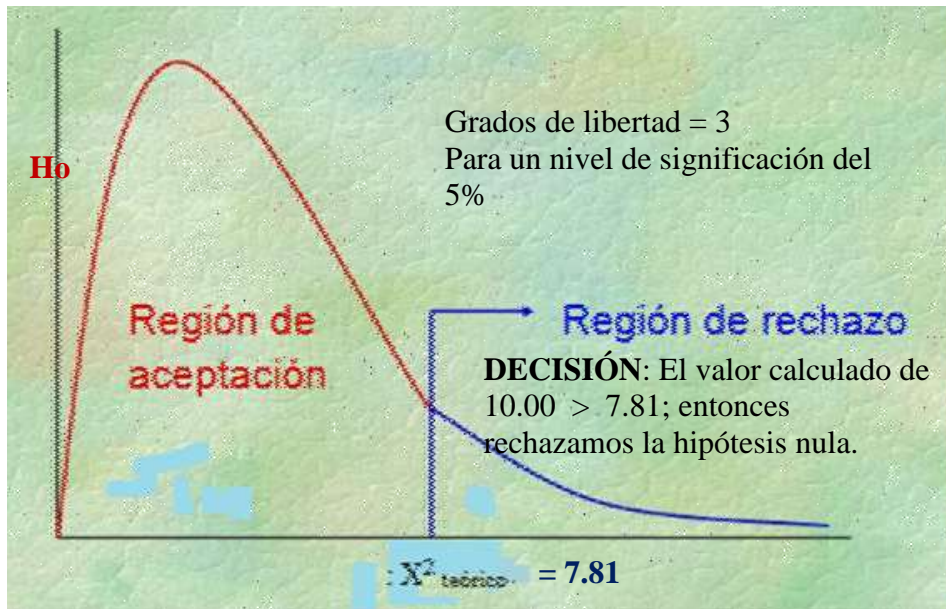 Grados de libertad = 3
Para un nivel de significación del
5%
Ho
Región de
aceptación
Región de rechazo
DECISIÓN: El valor calculado de
10.00 > 7.81; entonces
rechazamos la hipótesis nula.
: X² teórico = 7.81